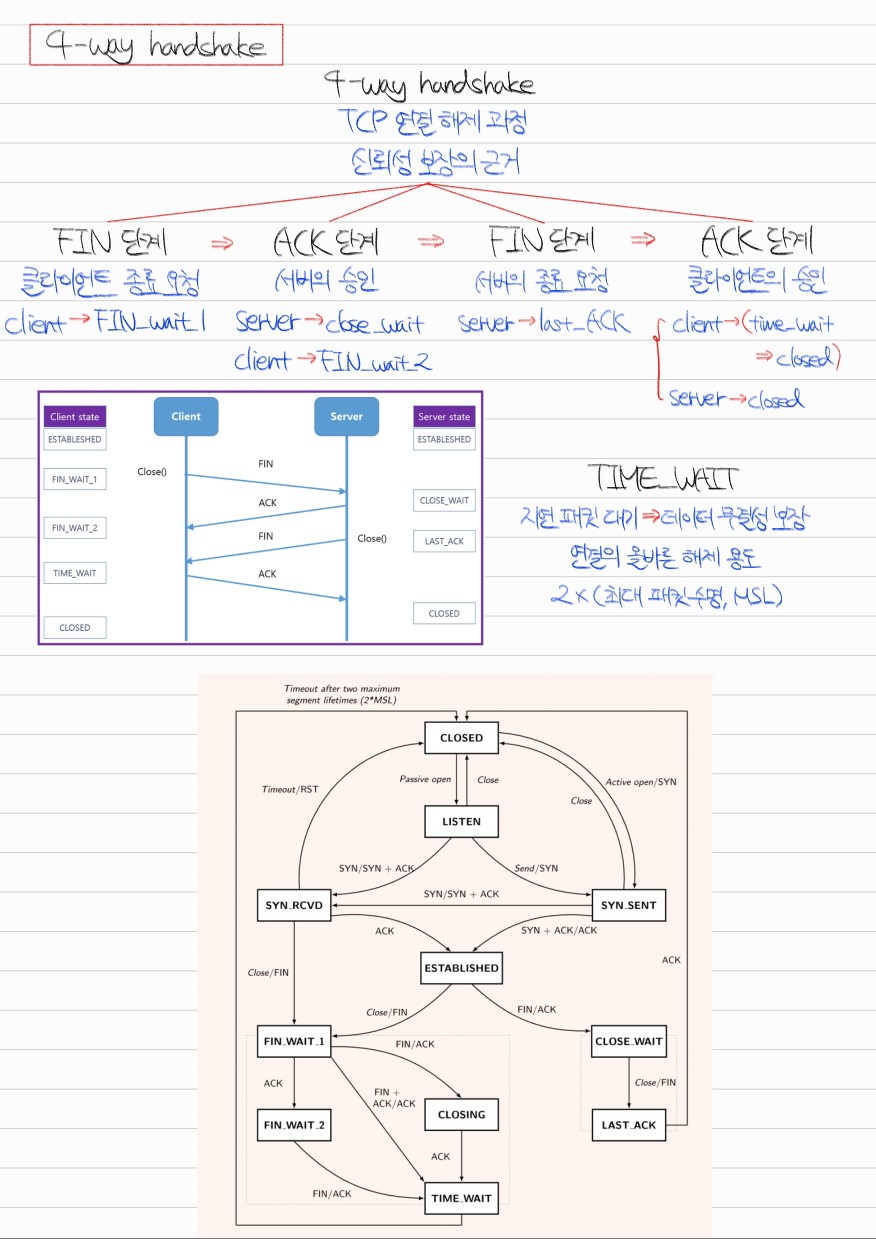 4-way handshake
4-way handshake
TCP 연결 해제 과정
신뢰성 보장의 근거
FIN 단계 ⇒ ACK 단계 ⇒ FIN 단계 ⇒ ACK 단계
클라이언트 종료 요청 서버의 승인 서버의 종료 요청 클라이언트의 승인
client→FIN_wait_1 server→close_wait server→last_ACK client→(time_wait
client→FIN_wait_2 ⇒closed)
server→closed
Client state Client Server Server state
ESTABLESHED ESTABLESHED
FIN
Close()
FIN_WAIT_1
CLOSE_WAIT
ACK
FIN_WAIT_2
FIN
Close()
LAST_ACK
TIME_WAIT
ACK
CLOSED
CLOSED
TIME_WAIT
지연 패킷 대기⇒데이터 무결성 보장
연결의 올바른 해제 용도
2×(최대 패킷수명, MSL)
Timeout after two maximum
segment lifetimes (2*MSL)
CLOSED
Passive open
Close
Timeout/RST
Active open/SYN
Close
LISTEN
SYN/SYN + ACK
Send/SYN
SYN/SYN + ACK
SYN_RCVD
SYN_SENT
ACK
SYN + ACK/ACK
ESTABLISHED
ACK
Close/FIN
Close/FIN
FIN/ACK
FIN_WAIT_1
CLOSE_WAIT
FIN/ACK
ACK
FIN +
ACK/ACK
Close/FIN
FIN_WAIT_2
CLOSING
LAST_ACK
ACK
FIN/ACK
TIME_WAIT